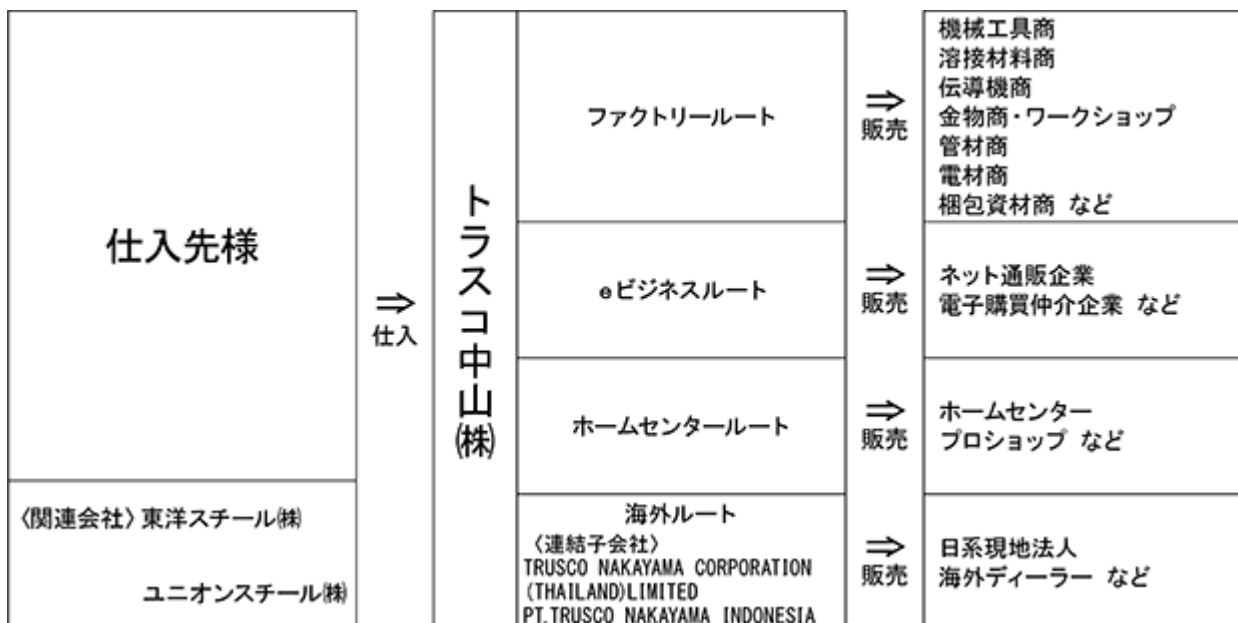 仕入先様
〈関連会社〉東洋スチール㈱
ユニオンスチール㈱
⇒
仕入
トラスコ中山㈱
ファクトリールート
⇒
販売
機械工具商
溶接材料商
伝導機商
金物商・ワークショップ
管材商
電材商
梱包資材商 など
eビジネスルート
⇒
販売
ネット通販企業
電子購買仲介企業 など
ホームセンタールート
⇒
販売
ホームセンター
プロショップ など
海外ルート
〈連結子会社〉
TRUSCO NAKAYAMA CORPORATION
(THAILAND)LIMITED
PT.TRUSCO NAKAYAMA INDONESIA
⇒
販売
日系現地法人
海外ディーラー など